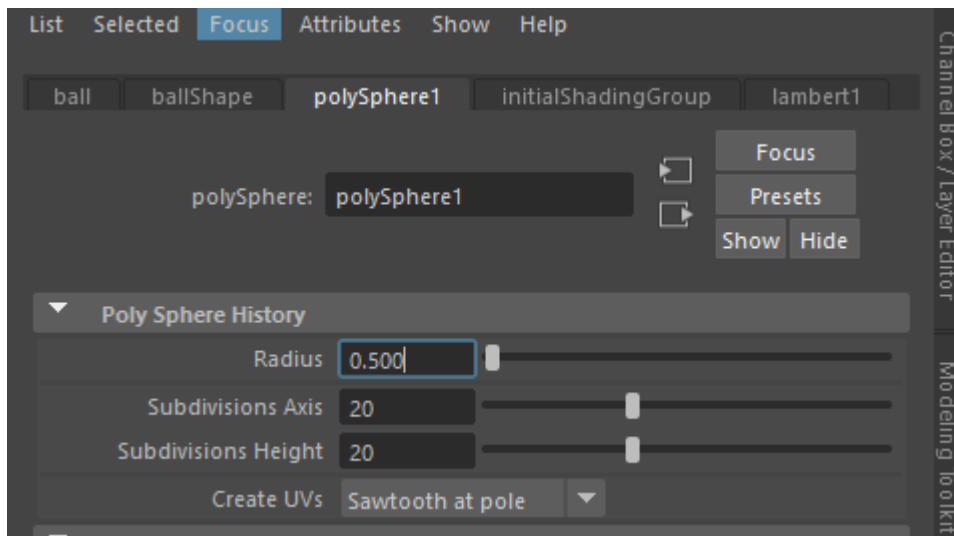 List Selected Focus Attributes Show Help
ball ballShape polySphere1 initialShadingGroup lambert1
polySphere: polySphere1
Focus
Presets
Show Hide
Poly Sphere History
Radius 0.500
Subdivisions Axis 20
Subdivisions Height 20
Create UVs Sawtooth at pole
Channel Box / Layer Editor
Modeling Toolkit